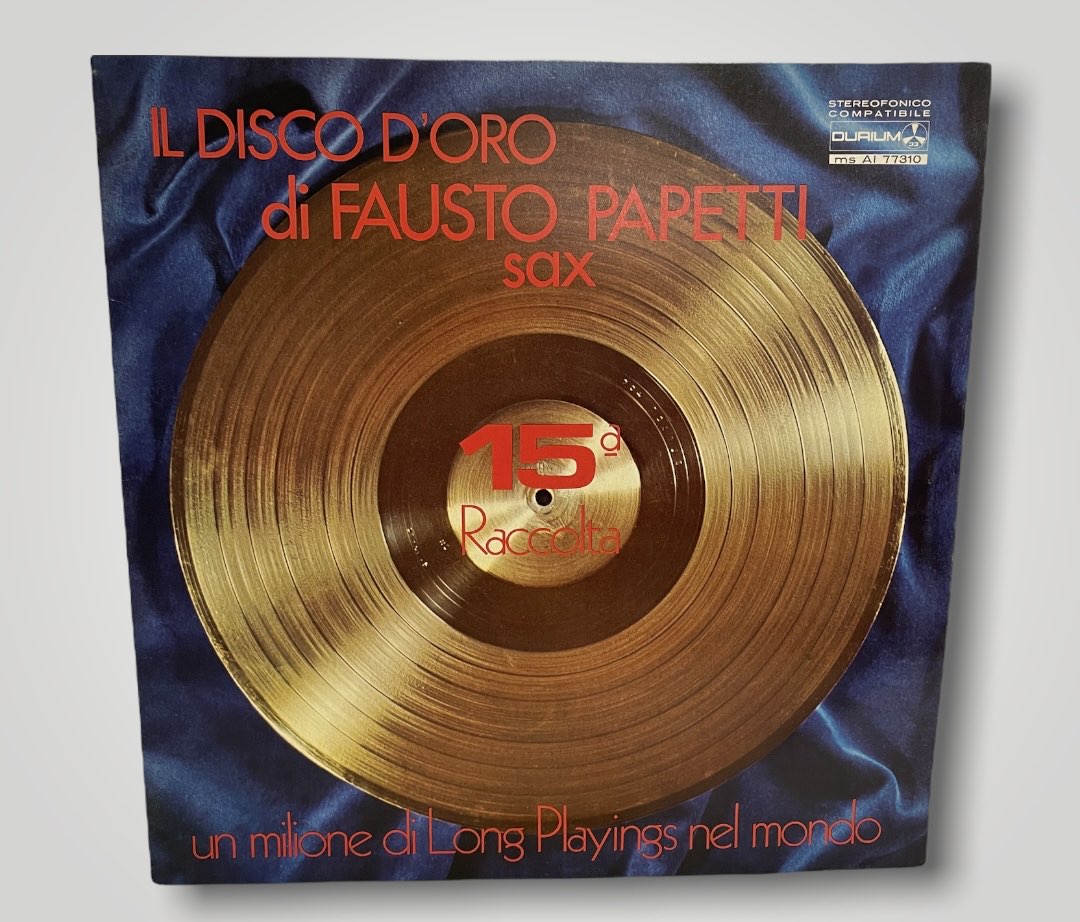 IL DISCO D'ORO
di FAUSTO PAPETTI
sax
STEREOFONICO
COMPATIBILE
DURIUM
33
ms AI 77310
15ª
Raccolta
un milione di Long Playings nel mondo